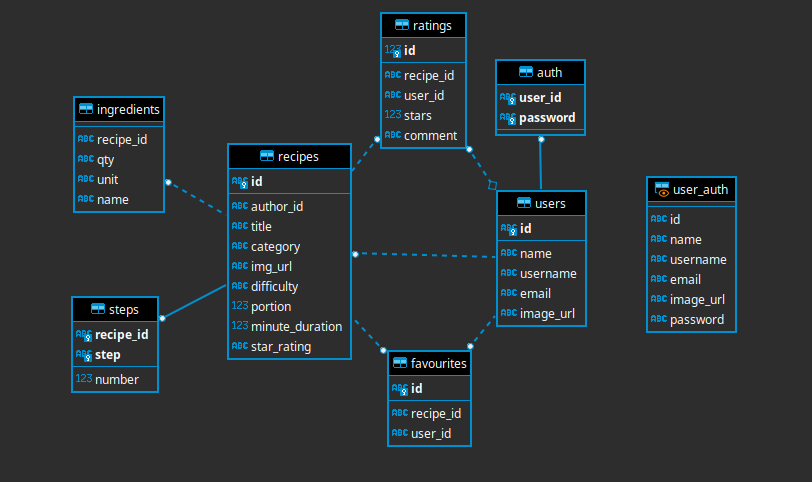 ratings
123 id
ABC recipe_id
ABC user_id
123 stars
ABC comment
auth
ABC user_id
ABC password
ingredients
ABC recipe_id
ABC qty
ABC unit
ABC name
recipes
ABC id
ABC author_id
ABC title
ABC category
ABC img_url
ABC difficulty
123 portion
123 minute_duration
ABC star_rating
users
ABC id
ABC name
ABC username
ABC email
ABC image_url
user_auth
ABC id
ABC name
ABC username
ABC email
ABC image_url
ABC password
steps
ABC recipe_id
ABC step
123 number
favourites
ABC id
ABC recipe_id
ABC user_id